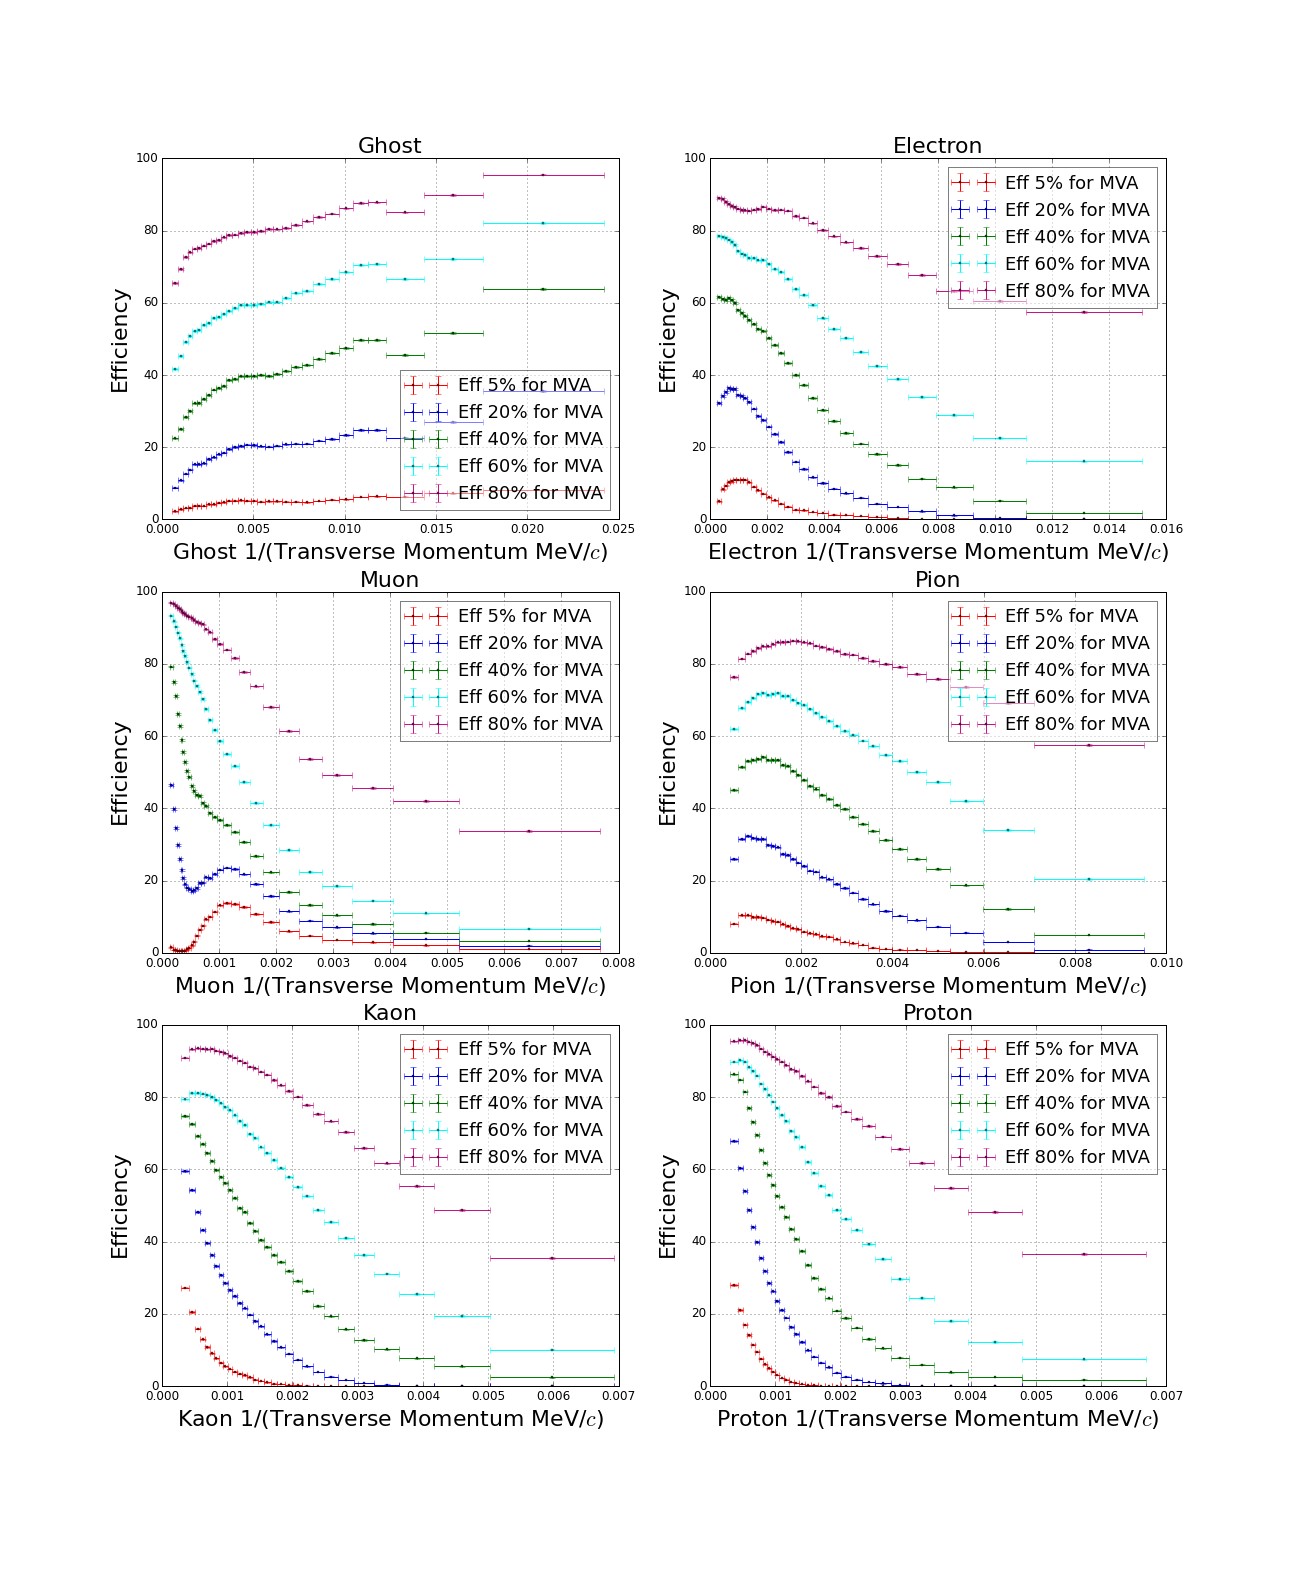 Ghost
100
80
60
40
20
0
Efficiency
Eff 5% for MVA
Eff 20% for MVA
Eff 40% for MVA
Eff 60% for MVA
Eff 80% for MVA
0.000 0.005 0.010 0.015 0.020 0.025
Ghost 1/(Transverse Momentum MeV/c)
Electron
100
80
60
40
20
0
Efficiency
Eff 5% for MVA
Eff 20% for MVA
Eff 40% for MVA
Eff 60% for MVA
Eff 80% for MVA
0.000 0.002 0.004 0.006 0.008 0.010 0.012 0.014 0.016
Electron 1/(Transverse Momentum MeV/c)
Muon
100
80
60
40
20
0
Efficiency
Eff 5% for MVA
Eff 20% for MVA
Eff 40% for MVA
Eff 60% for MVA
Eff 80% for MVA
0.000 0.001 0.002 0.003 0.004 0.005 0.006 0.007 0.008
Muon 1/(Transverse Momentum MeV/c)
Pion
100
80
60
40
20
0
Efficiency
Eff 5% for MVA
Eff 20% for MVA
Eff 40% for MVA
Eff 60% for MVA
Eff 80% for MVA
0.000 0.002 0.004 0.006 0.008 0.010
Pion 1/(Transverse Momentum MeV/c)
Kaon
100
80
60
40
20
0
Efficiency
Eff 5% for MVA
Eff 20% for MVA
Eff 40% for MVA
Eff 60% for MVA
Eff 80% for MVA
0.000 0.001 0.002 0.003 0.004 0.005 0.006 0.007
Kaon 1/(Transverse Momentum MeV/c)
Proton
100
80
60
40
20
0
Efficiency
Eff 5% for MVA
Eff 20% for MVA
Eff 40% for MVA
Eff 60% for MVA
Eff 80% for MVA
0.000 0.001 0.002 0.003 0.004 0.005 0.006 0.007
Proton 1/(Transverse Momentum MeV/c)